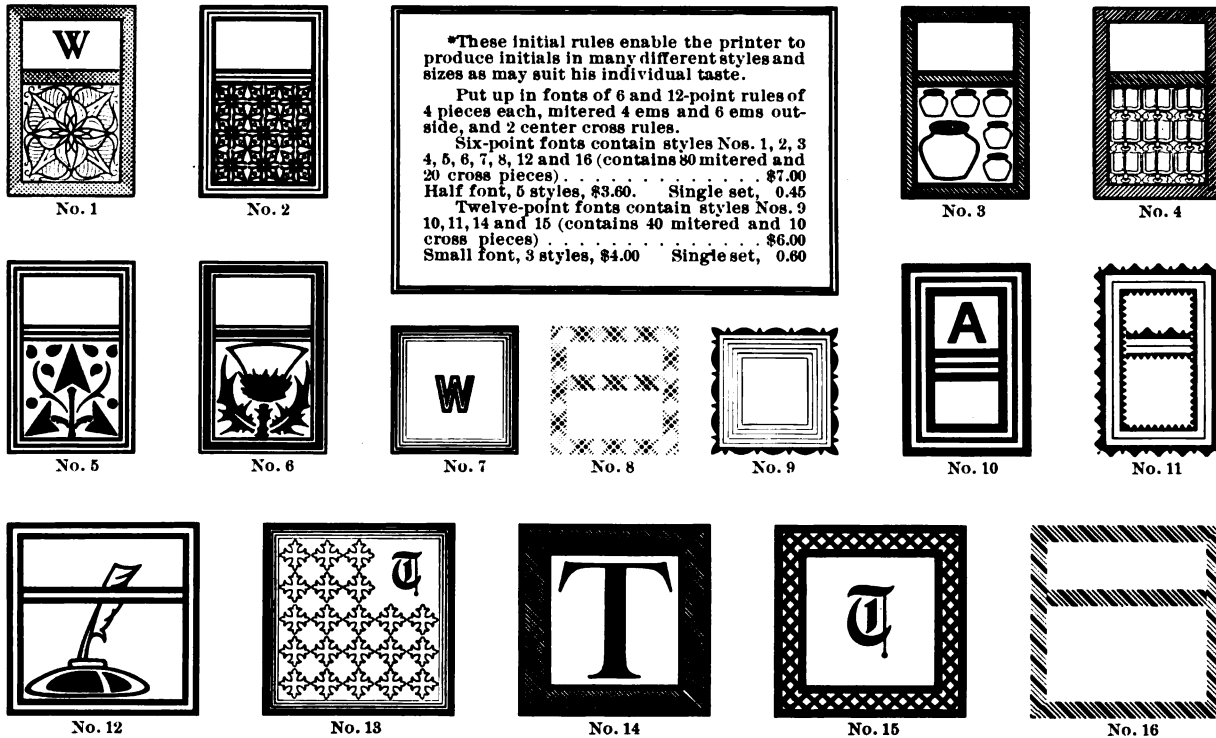 W
*These initial rules enable the printer to
produce initials in many different styles and
sizes as may suit his individual taste.
Put up in fonts of 6 and 12-point rules of
4 pieces each, mitered 4 ems and 6 ems out-
side, and 2 center cross rules.
Six-point fonts contain styles Nos. 1, 2, 3
4, 5, 6, 7, 8, 12 and 16 (contains 80 mitered and
20 cross pieces) . . . . . . . . . . . . . . $7.00
Half font, 5 styles, $3.60. Single set, 0.45
Twelve-point fonts contain styles Nos. 9
10, 11, 14 and 15 (contains 40 mitered and 10
cross pieces) . . . . . . . . . . . . . . . $6.00
Small font, 3 styles, $4.00 Single set, 0.60
No. 1
No. 2
No. 3
No. 4
W
A
No. 5
No. 6
No. 7
No. 8
No. 9
No. 10
No. 11
T
T
T
No. 12
No. 13
No. 14
No. 15
No. 16